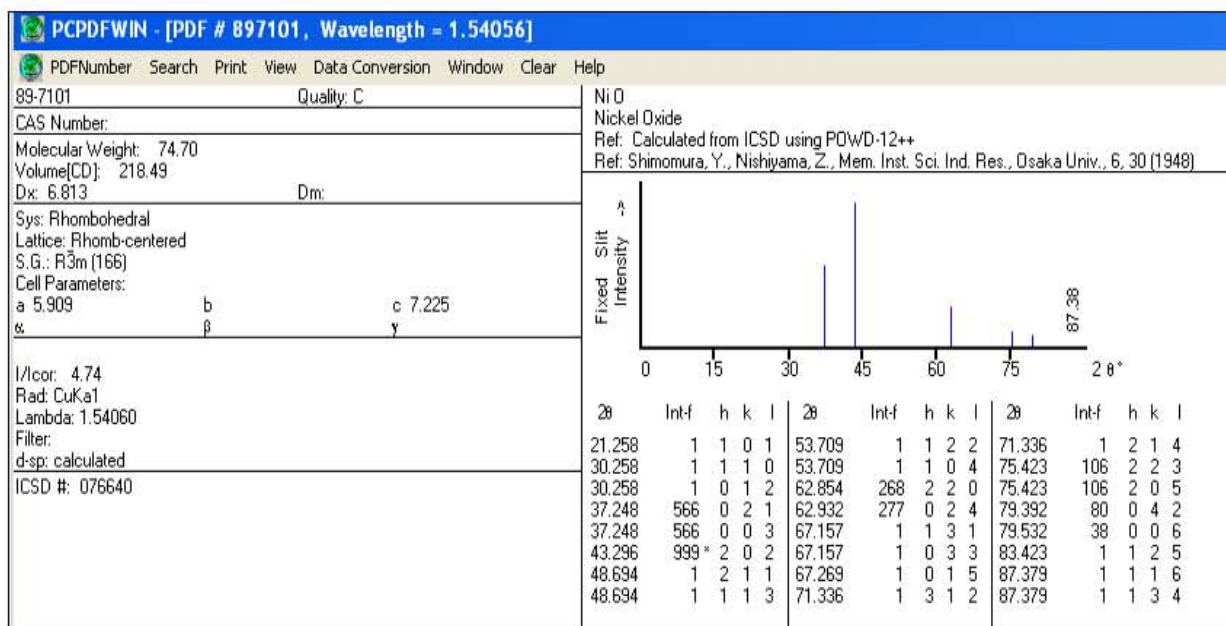 PCPDFWIN - [PDF # 897101, Wavelength = 1.54056]
PDFNumber Search Print View Data Conversion Window Clear Help
89-7101 Quality: C
CAS Number:
Molecular Weight: 74.70
Volume[CD]: 218.49
Dx: 6.813 Dm:
Sys: Rhombohedral
Lattice: Rhomb-centered
S.G.: R3̄m (166)
Cell Parameters:
a 5.909 b c 7.225
α β γ
I/Icor: 4.74
Rad: CuKa1
Lambda: 1.54060
Filter:
d-sp: calculated
ICSD #: 076640
Ni O
Nickel Oxide
Ref: Calculated from ICSD using POWD-12++
Ref: Shimomura, Y., Nishiyama, Z., Mem. Inst. Sci. Ind. Res., Osaka Univ., 6, 30 (1948)
Fixed Slit
Intensity ->
87.38
0 15 30 45 60 75 2 θ°
2θ Int-f h k l 2θ Int-f h k l 2θ Int-f h k l
21.258 1 1 0 1 53.709 1 1 2 2 71.336 1 2 1 4
30.258 1 1 1 0 53.709 1 1 0 4 75.423 106 2 2 3
30.258 1 0 1 2 62.854 268 2 2 0 75.423 106 2 0 5
37.248 566 0 2 1 62.932 277 0 2 4 79.392 80 0 4 2
37.248 566 0 0 3 67.157 1 1 3 1 79.532 38 0 0 6
43.296 999 * 2 0 2 67.157 1 0 3 3 83.423 1 1 2 5
48.694 1 2 1 1 67.269 1 0 1 5 87.379 1 1 1 6
48.694 1 1 1 3 71.336 1 3 1 2 87.379 1 1 3 4